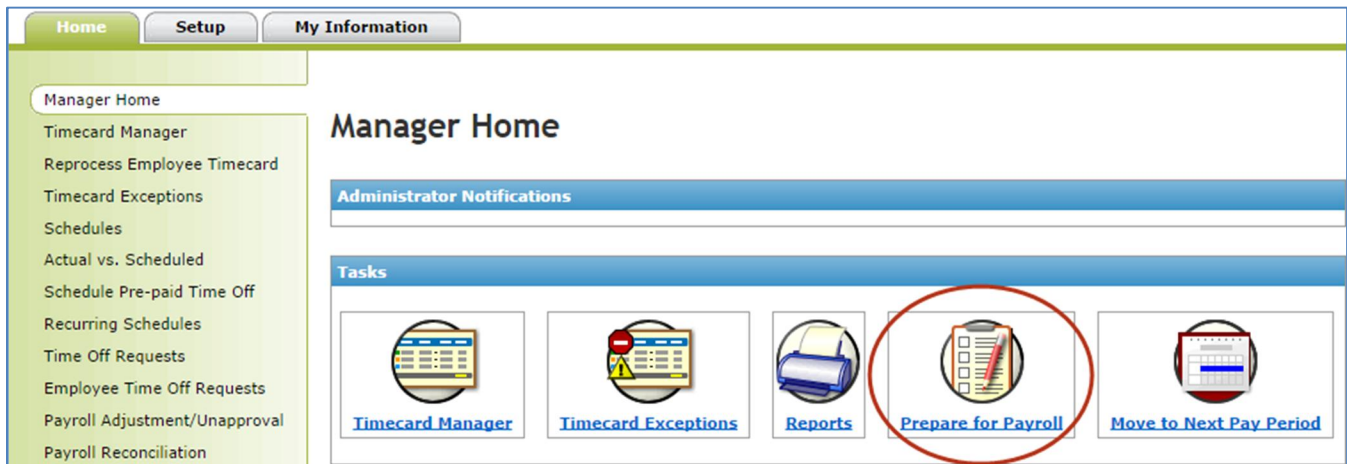 Home
Setup
My Information
Manager Home
Timecard Manager
Reprocess Employee Timecard
Timecard Exceptions
Schedules
Actual vs. Scheduled
Schedule Pre-paid Time Off
Recurring Schedules
Time Off Requests
Employee Time Off Requests
Payroll Adjustment/Unapproval
Payroll Reconciliation
Manager Home
Administrator Notifications
Tasks
Timecard Manager
Timecard Exceptions
Reports
Prepare for Payroll
Move to Next Pay Period